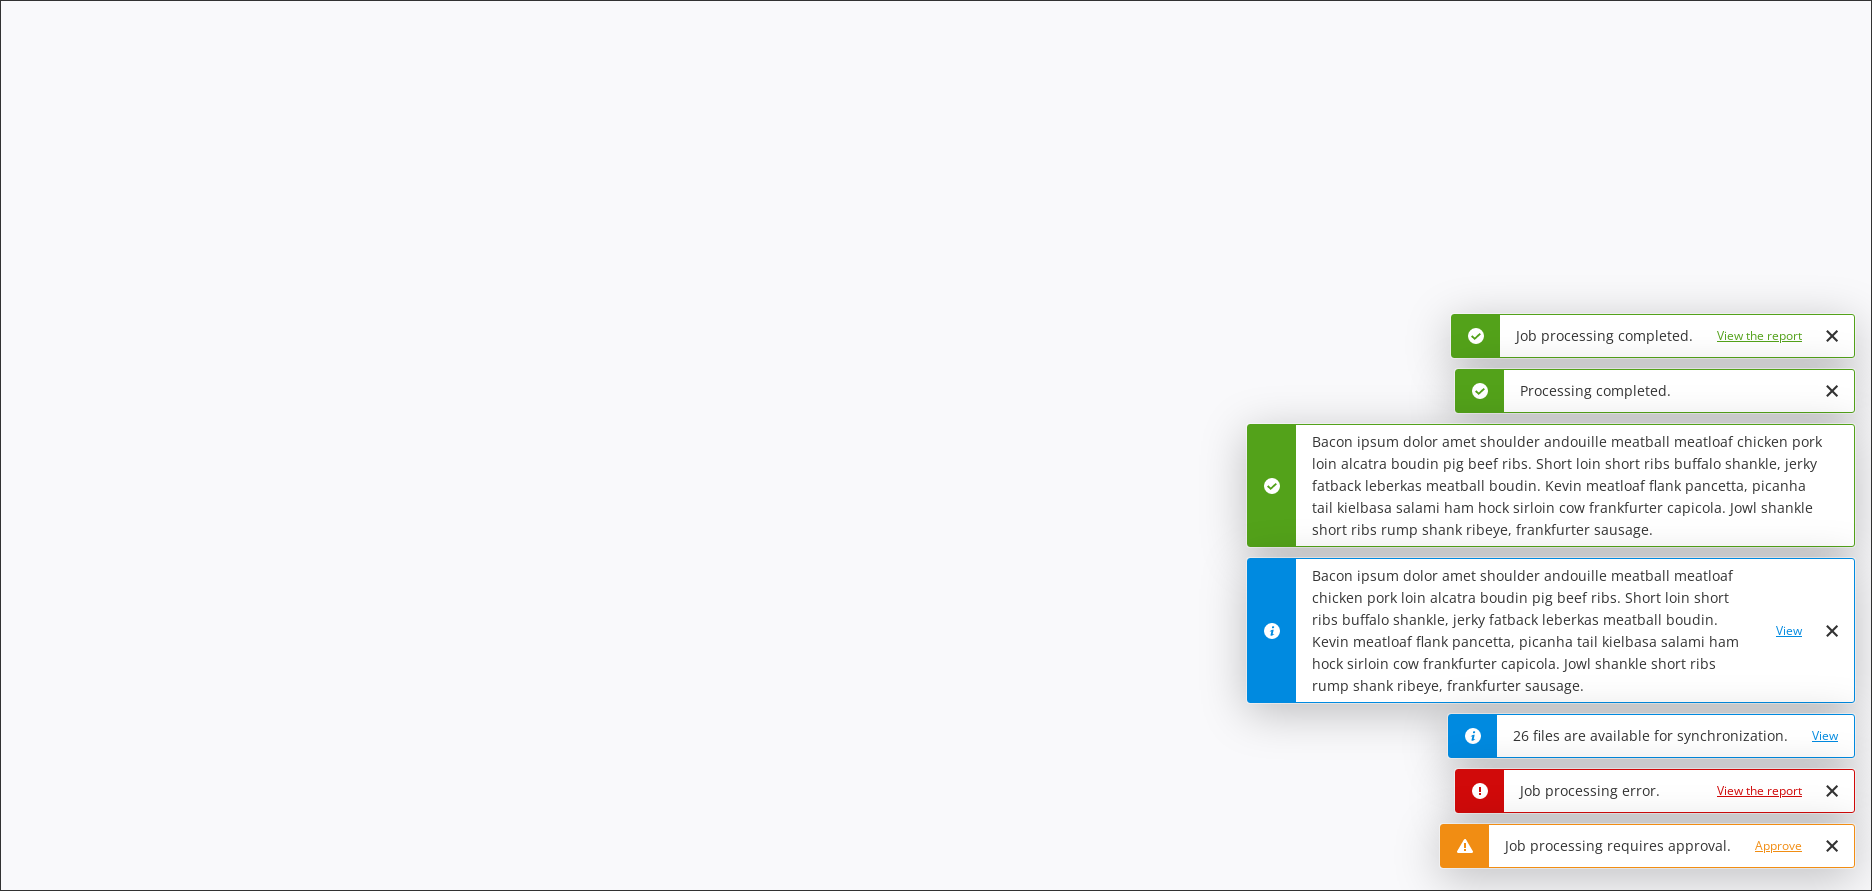 Job processing completed. View the report
Processing completed.
Bacon ipsum dolor amet shoulder andouille meatball meatloaf chicken pork
loin alcatra boudin pig beef ribs. Short loin short ribs buffalo shankle, jerky
fatback leberkas meatball boudin. Kevin meatloaf flank pancetta, picanha
tail kielbasa salami ham hock sirloin cow frankfurter capicola. Jowl shankle
short ribs rump shank ribeye, frankfurter sausage.
Bacon ipsum dolor amet shoulder andouille meatball meatloaf
chicken pork loin alcatra boudin pig beef ribs. Short loin short
ribs buffalo shankle, jerky fatback leberkas meatball boudin.
Kevin meatloaf flank pancetta, picanha tail kielbasa salami ham
hock sirloin cow frankfurter capicola. Jowl shankle short ribs
rump shank ribeye, frankfurter sausage.
View
26 files are available for synchronization. View
Job processing error. View the report
Job processing requires approval. Approve